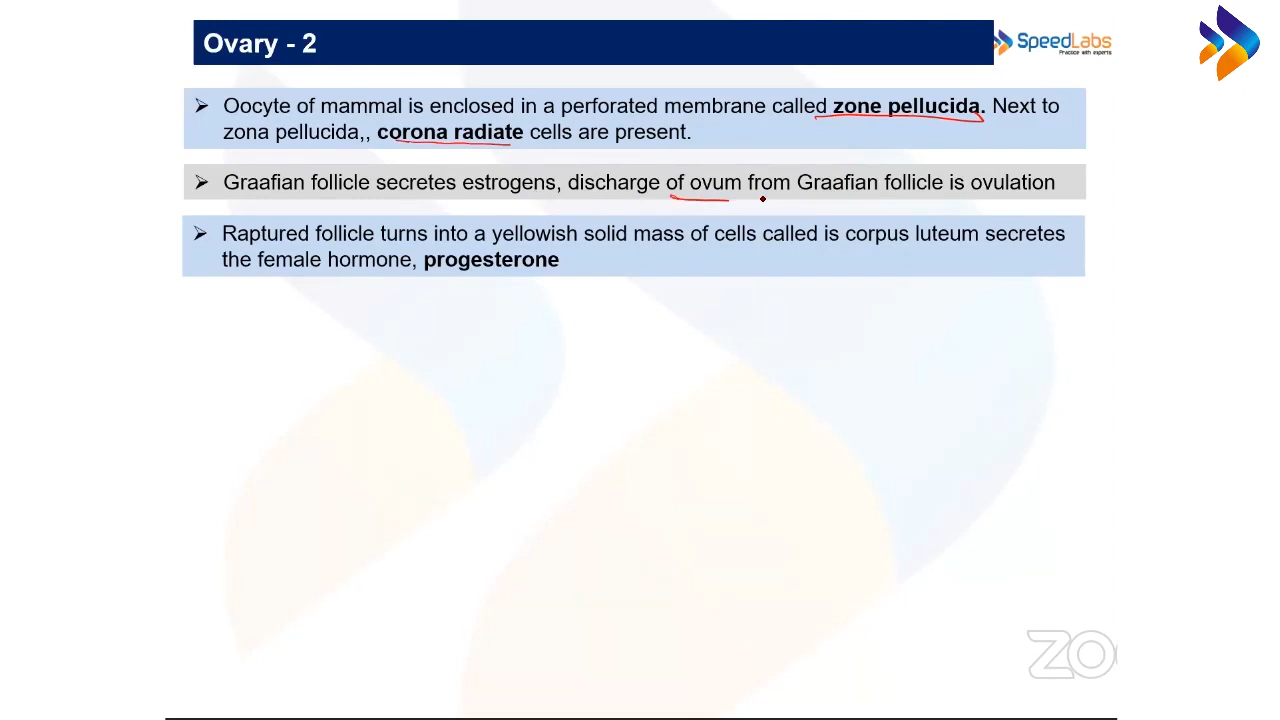 Ovary - 2
SpeedLabs
Practice with experts
➢ Oocyte of mammal is enclosed in a perforated membrane called zone pellucida. Next to
zona pellucida,, corona radiate cells are present.
➢ Graafian follicle secretes estrogens, discharge of ovum from Graafian follicle is ovulation
➢ Raptured follicle turns into a yellowish solid mass of cells called is corpus luteum secretes
the female hormone, progesterone